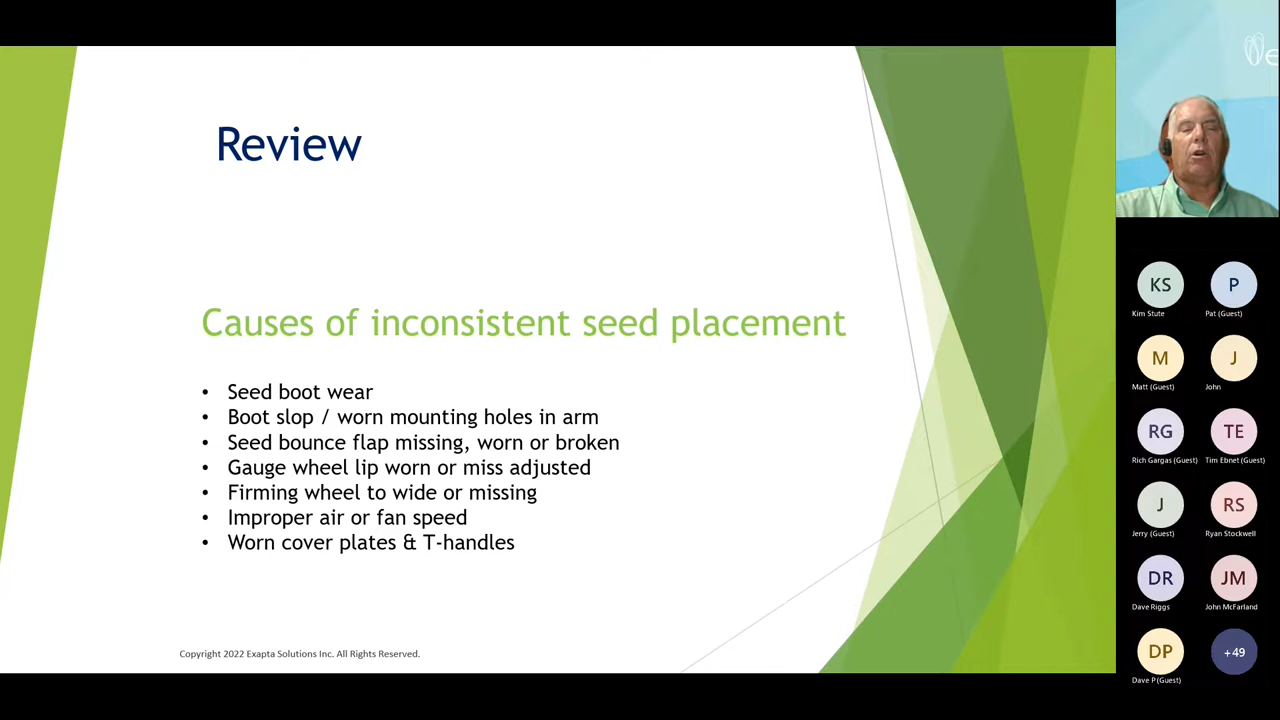 Review
Causes of inconsistent seed placement
• Seed boot wear
• Boot slop / worn mounting holes in arm
• Seed bounce flap missing, worn or broken
• Gauge wheel lip worn or miss adjusted
• Firming wheel to wide or missing
• Improper air or fan speed
• Worn cover plates & T-handles
Copyright 2022 Exapta Solutions Inc. All Rights Reserved.
KS
Kim Stute
P
Pat (Guest)
M
Matt (Guest)
J
John
RG
Rich Gargas (Guest)
TE
Tim Ebnet (Guest)
J
Jerry (Guest)
RS
Ryan Stockwell
DR
Dave Riggs
JM
John McFarland
DP
Dave P (Guest)
+49